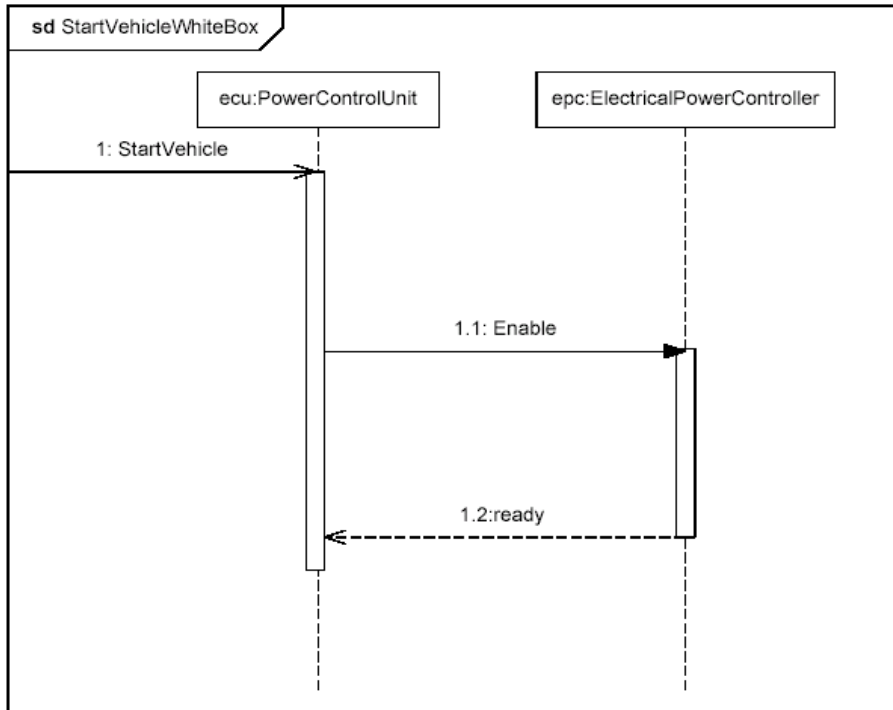 sd StartVehicleWhiteBox
ecu:PowerControlUnit
epc:ElectricalPowerController
1: StartVehicle
1.1: Enable
1.2:ready